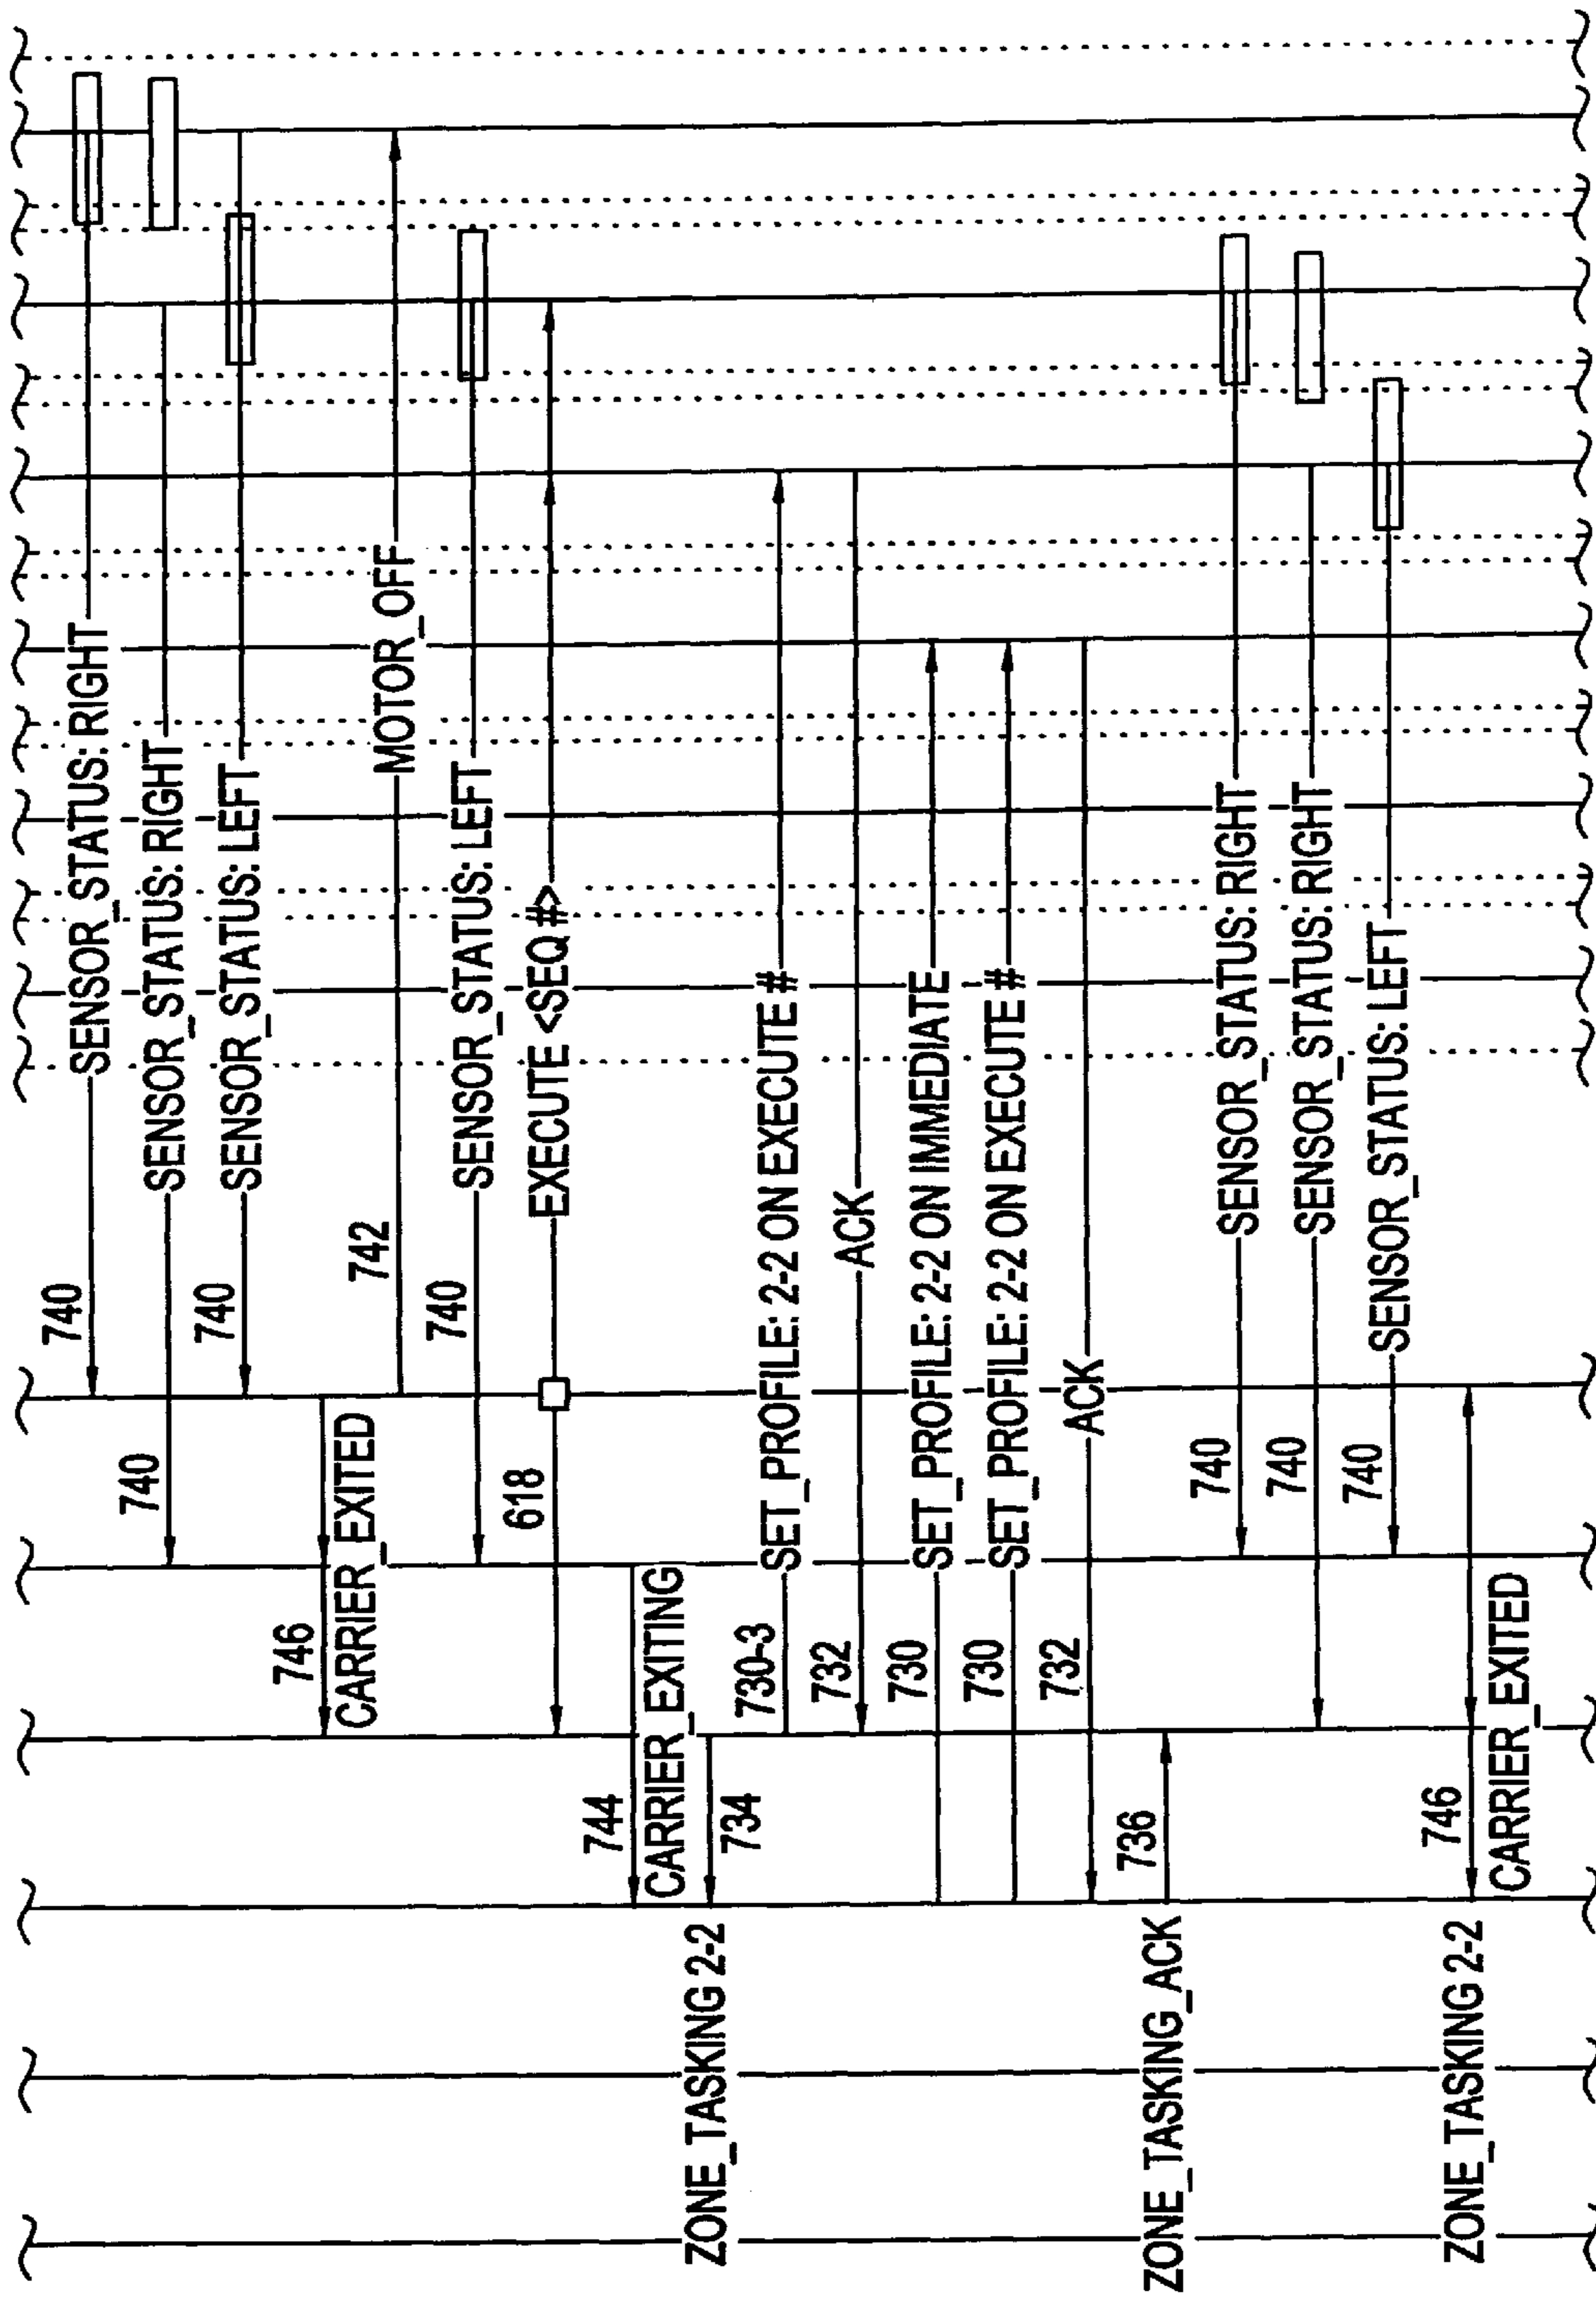 740
SENSOR_STATUS: RIGHT
740
SENSOR_STATUS: RIGHT
740
SENSOR_STATUS: LEFT
746
CARRIER_EXITED
742
MOTOR_OFF
740
SENSOR_STATUS: LEFT
618
EXECUTE <SEQ #>
744
CARRIER_EXITING
734
ZONE_TASKING 2-2
730-3
SET_PROFILE: 2-2 ON EXECUTE #
732
ACK
730
SET_PROFILE: 2-2 ON IMMEDIATE
730
SET_PROFILE: 2-2 ON EXECUTE #
732
ACK
736
ZONE_TASKING_ACK
740
SENSOR_STATUS: RIGHT
740
SENSOR_STATUS: RIGHT
740
SENSOR_STATUS: LEFT
746
CARRIER_EXITED
ZONE_TASKING 2-2